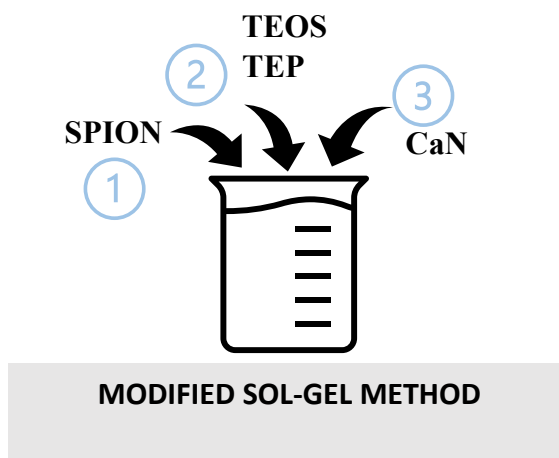 TEOS
TEP
2
3
SPION
CaN
1
MODIFIED SOL-GEL METHOD